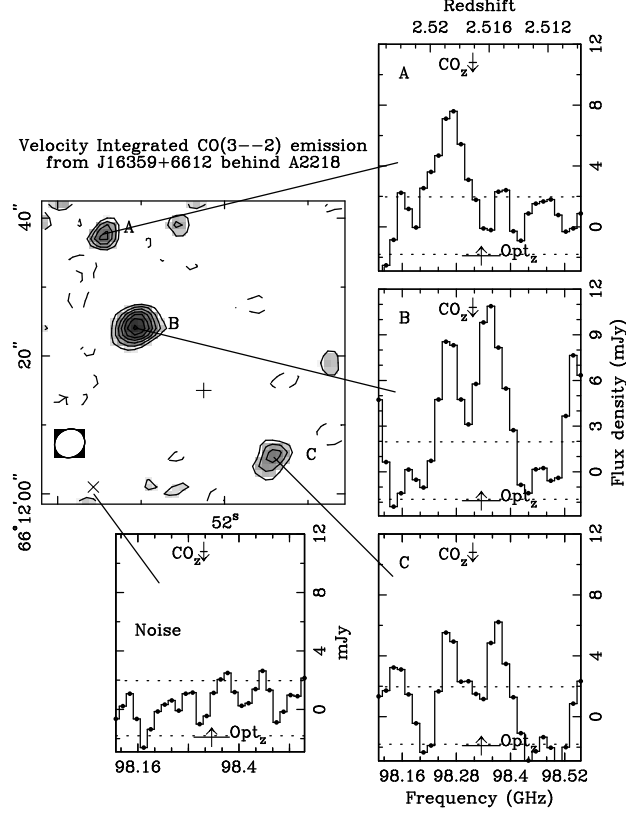 Redshift
2.52 2.516 2.512
Velocity Integrated CO(3--2) emission
from J16359+6612 behind A2218
A
CO_z
Opt_z
12
8
4
0
B
CO_z
Opt_z
12
9
6
3
0
Flux density (mJy)
C
CO_z
Opt_z
12
8
4
0
98.16 98.28 98.4 98.52
Frequency (GHz)
40"
20"
66°12'00"
52s
A
B
C
CO_z
Noise
Opt_z
12
8
4
0
mJy
98.16 98.4